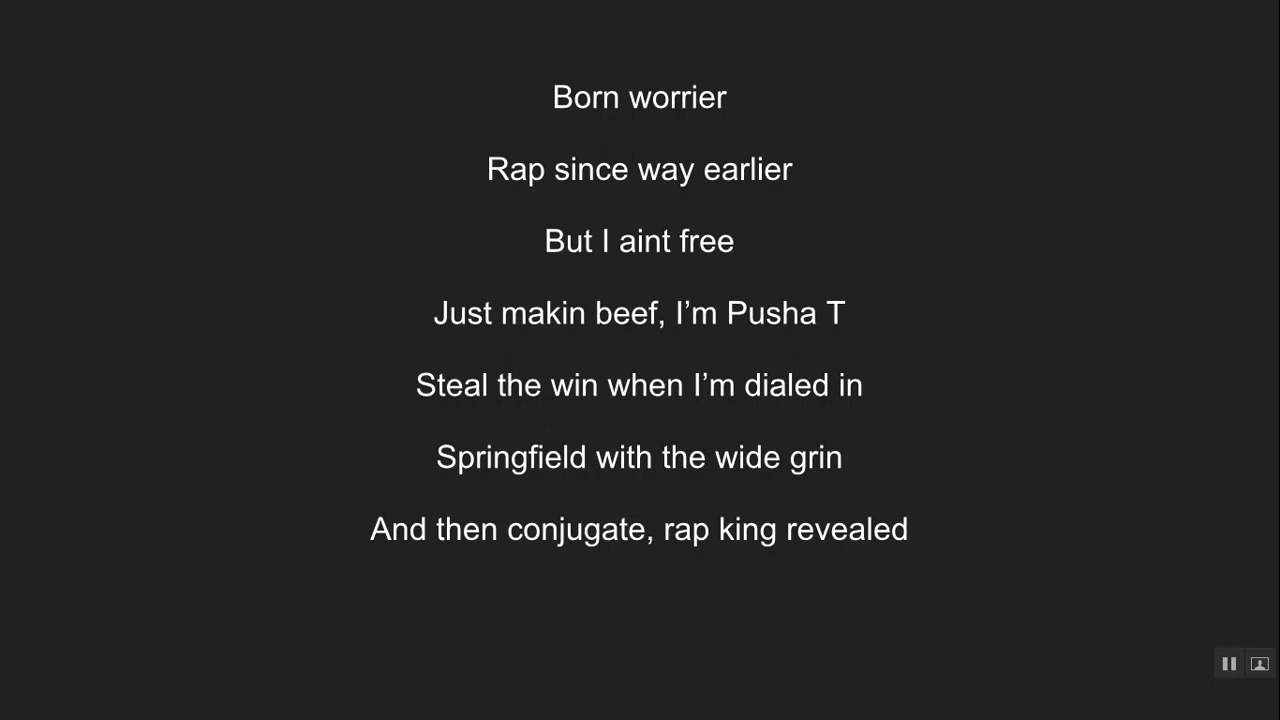 Born worrier
Rap since way earlier
But I aint free
Just makin beef, I’m Pusha T
Steal the win when I’m dialed in
Springfield with the wide grin
And then conjugate, rap king revealed